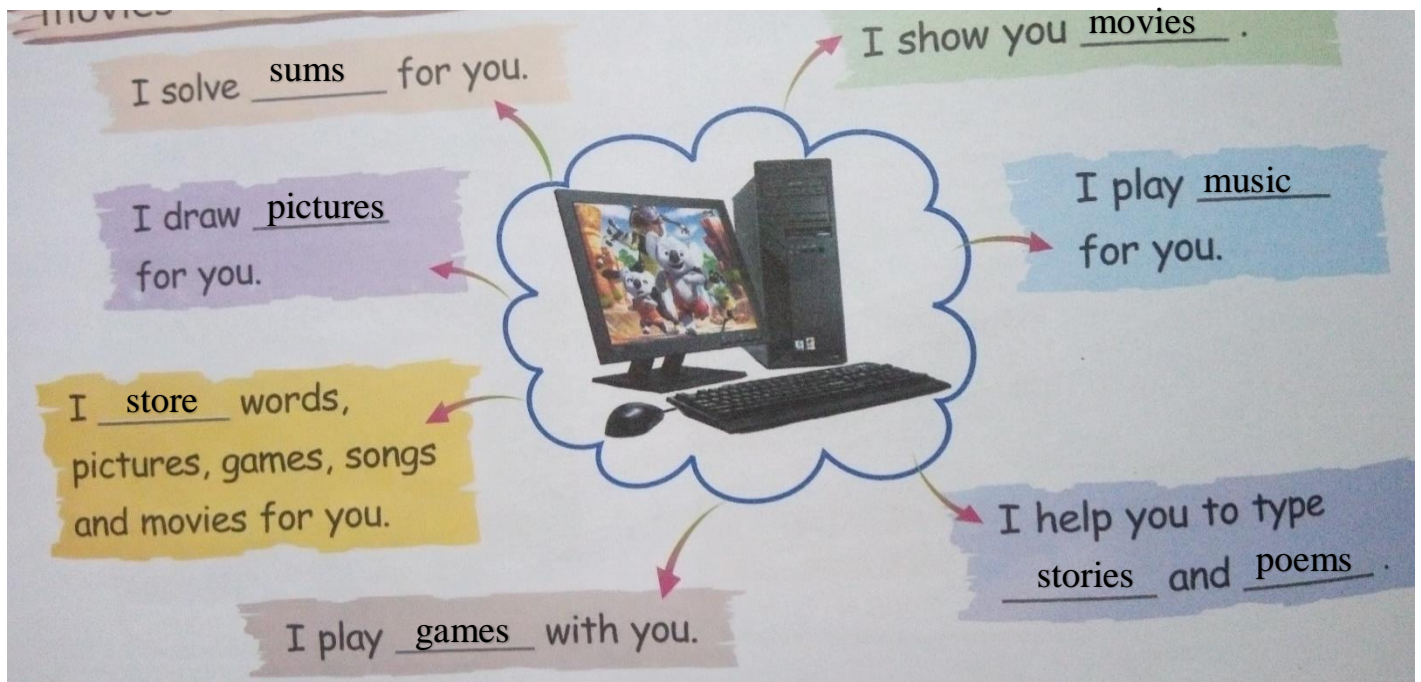 movies
I solve sums for you.
I show you movies .
I draw pictures
for you.
I play music
for you.
I store words,
pictures, games, songs
and movies for you.
I help you to type
stories and poems .
I play games with you.